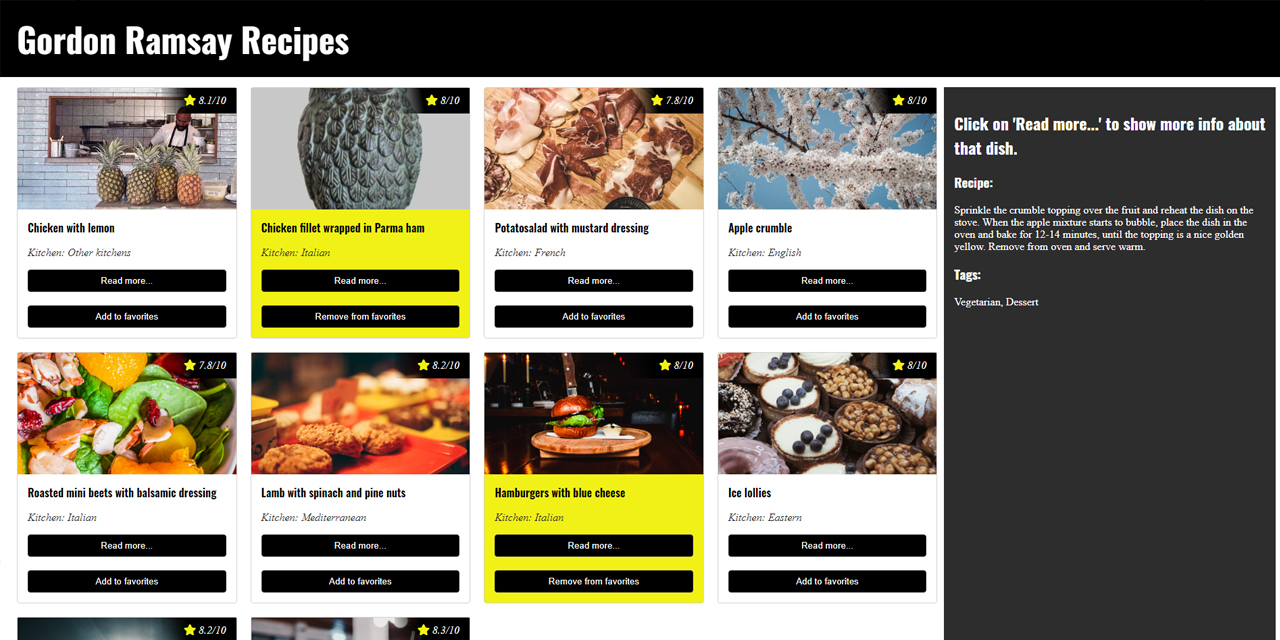 Gordon Ramsay Recipes
8.1/10
Chicken with lemon
Kitchen: Other kitchens
Read more...
Add to favorites
8/10
Chicken fillet wrapped in Parma ham
Kitchen: Italian
Read more...
Remove from favorites
7.8/10
Potatosalad with mustard dressing
Kitchen: French
Read more...
Add to favorites
8/10
Apple crumble
Kitchen: English
Read more...
Add to favorites
7.8/10
Roasted mini beets with balsamic dressing
Kitchen: Italian
Read more...
Add to favorites
8.2/10
Lamb with spinach and pine nuts
Kitchen: Mediterranean
Read more...
Add to favorites
8/10
Hamburgers with blue cheese
Kitchen: Italian
Read more...
Remove from favorites
8/10
Ice lollies
Kitchen: Eastern
Read more...
Add to favorites
8.2/10
8.3/10
Click on 'Read more...' to show more info about
that dish.
Recipe:
Sprinkle the crumble topping over the fruit and reheat the dish on the
stove. When the apple mixture starts to bubble, place the dish in the
oven and bake for 12-14 minutes, until the topping is a nice golden
yellow. Remove from oven and serve warm.
Tags:
Vegetarian, Dessert